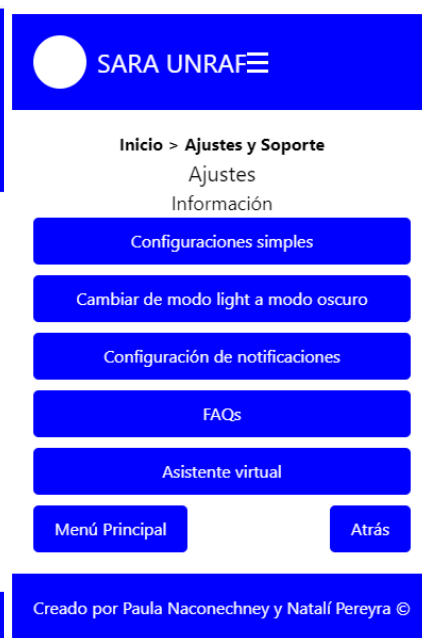 SARA UNRAF
Inicio > Ajustes y Soporte
Ajustes
Información
Configuraciones simples
Cambiar de modo light a modo oscuro
Configuración de notificaciones
FAQs
Asistente virtual
Menú Principal
Atrás
Creado por Paula Naconechney y Natalí Pereyra ©